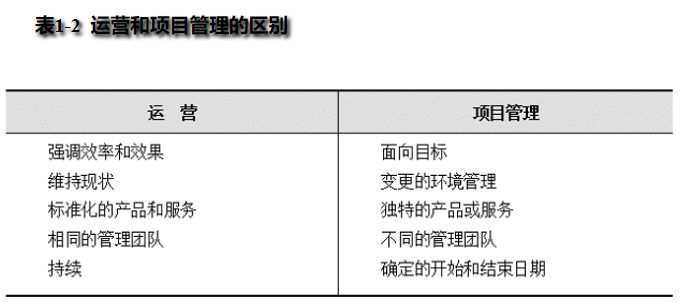 表1-2 运营和项目管理的区别
运 营 项目管理
强调效率和效果 面向目标
维持现状 变更的环境管理
标准化的产品和服务 独特的产品或服务
相同的管理团队 不同的管理团队
持续 确定的开始和结束日期